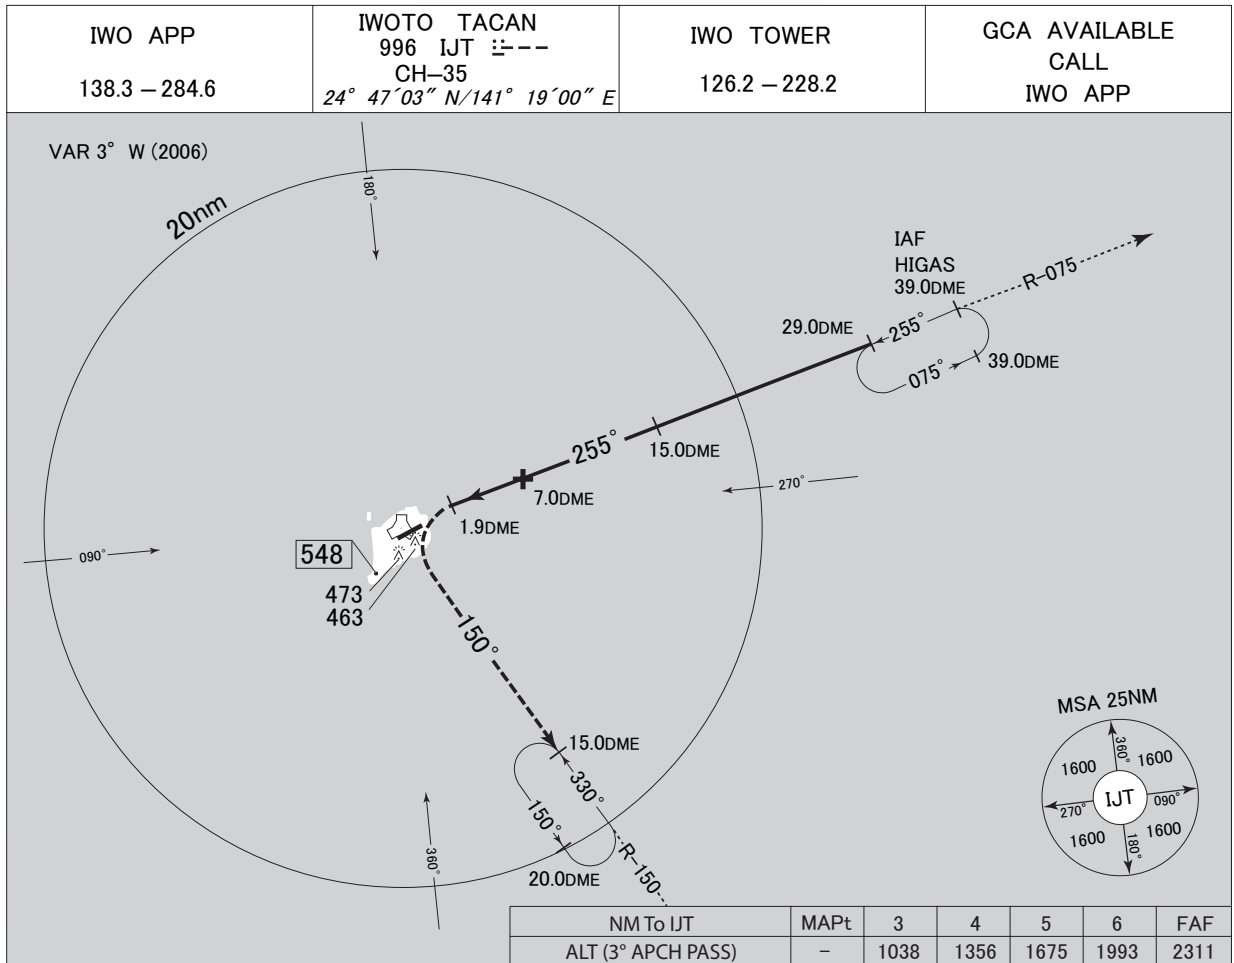 IWO APP
138.3 – 284.6
IWOTO TACAN
996 IJT
CH–35
24° 47′03″ N/141° 19′00″ E
IWO TOWER
126.2 – 228.2
GCA AVAILABLE
CALL
IWO APP
VAR 3° W (2006)
20nm
180°
IAF
HIGAS
39.0DME
R-075
29.0DME
255°
075°
39.0DME
255°
15.0DME
7.0DME
270°
1.9DME
090°
548
473
463
150°
15.0DME
330°
150°
360°
20.0DME
R-150
MSA 25NM
360°
1600
1600
IJT
270°
090°
1600
1600
180°
NM To IJT MAPt 3 4 5 6 FAF
ALT (3° APCH PASS) – 1038 1356 1675 1993 2311